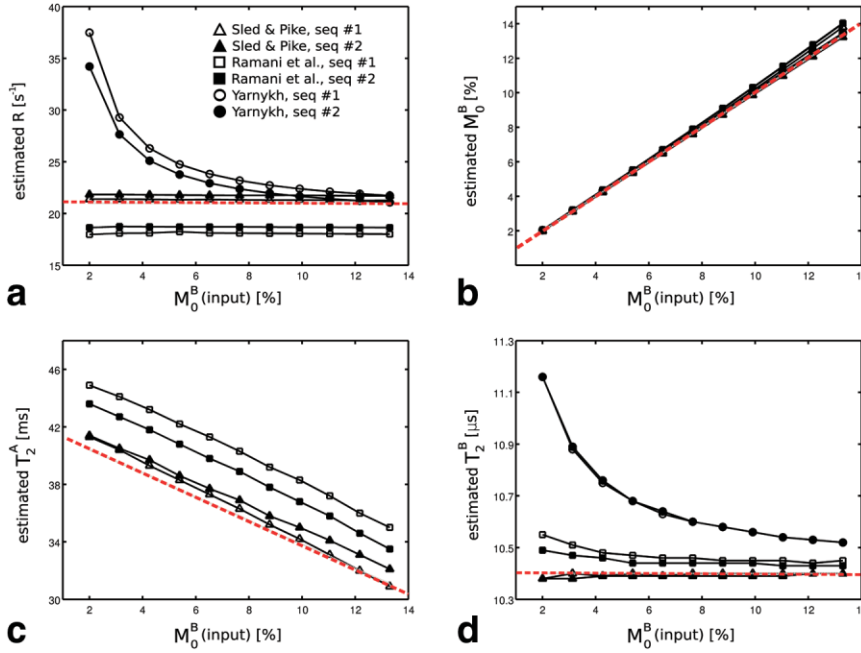 40
35
30
25
20
15
estimated R [s⁻¹]
Sled & Pike, seq #1
Sled & Pike, seq #2
Ramani et al., seq #1
Ramani et al., seq #2
Yarnykh, seq #1
Yarnykh, seq #2
0 2 4 6 8 10 12 14
M₀ᴮ(input) [%]
a
14
12
10
8
6
4
2
estimated M₀ᴮ [%]
0 2 4 6 8 10 12 14
M₀ᴮ(input) [%]
b
46
42
38
34
30
estimated T₂ᴬ [ms]
0 2 4 6 8 10 12 14
M₀ᴮ(input) [%]
c
11.3
11.1
10.9
10.7
10.5
10.3
estimated T₂ᴮ [µs]
0 2 4 6 8 10 12 14
M₀ᴮ(input) [%]
d